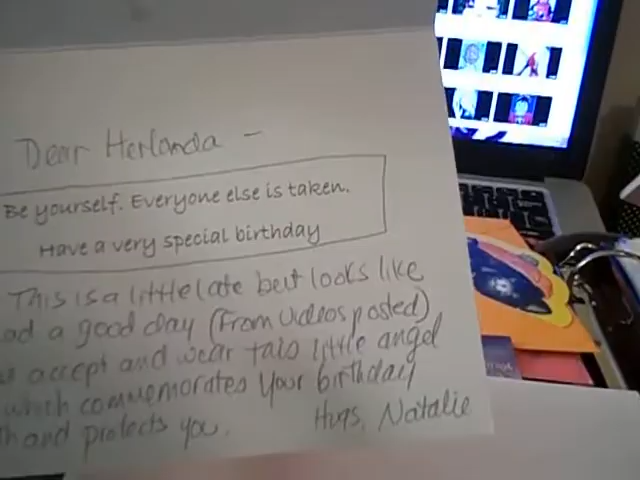 Dear Herlanda -
Be yourself. Everyone else is taken.
Have a very special birthday
This is a little late but looks like
ad a good day (from videos posted)
accept and wear this little angel
which commemorates your birthday
and protects you.
Hugs, Natalie